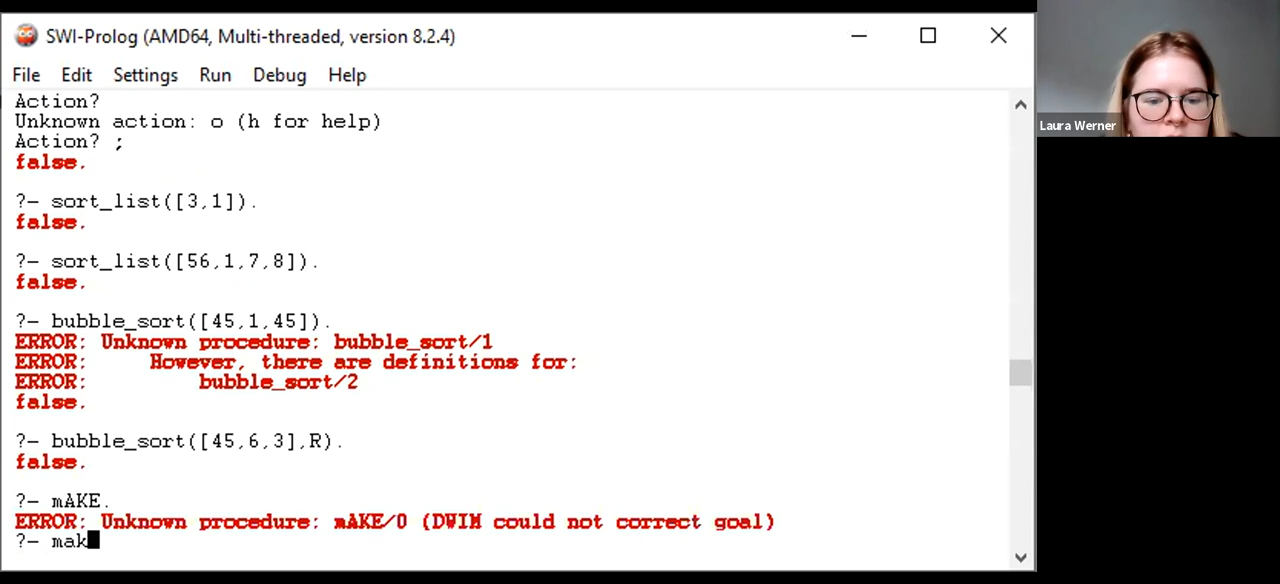 SWI-Prolog (AMD64, Multi-threaded, version 8.2.4)
File Edit Settings Run Debug Help
Action?
Unknown action: o (h for help)
Action? ;
false.
?- sort_list([3,1]).
false.
?- sort_list([56,1,7,8]).
false.
?- bubble_sort([45,1,45]).
ERROR: Unknown procedure: bubble_sort/1
ERROR: However, there are definitions for:
ERROR: bubble_sort/2
false.
?- bubble_sort([45,6,3],R).
false.
?- mAKE.
ERROR: Unknown procedure: mAKE/0 (DWIM could not correct goal)
?- mak
Laura Werner